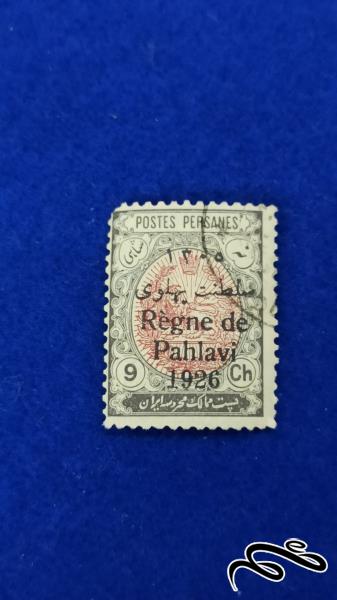 POSTES PERSANES
۱۳۰۵
سلطنت پهلوی
Règne de
Pahlavi
1926
9 Ch
پست ممالک محروسه ایران